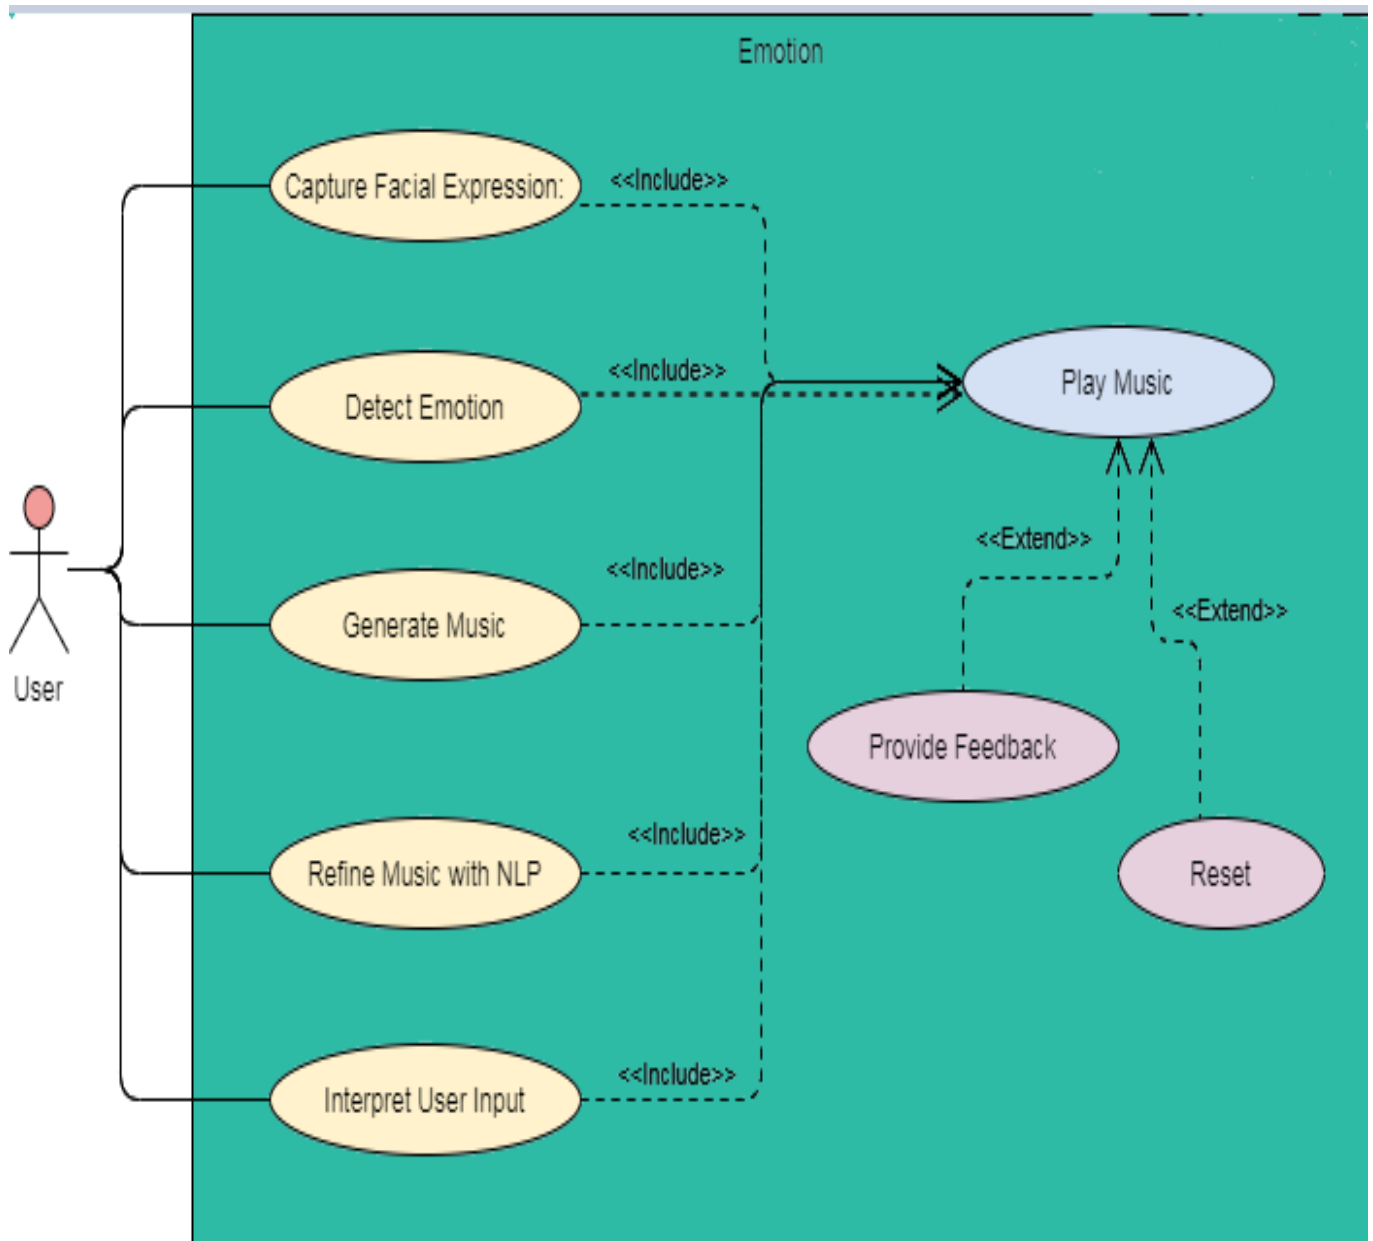 Emotion
Capture Facial Expression:
<<Include>>
Detect Emotion
<<Include>>
Play Music
Generate Music
<<Include>>
<<Extend>>
<<Extend>>
User
Provide Feedback
Refine Music with NLP
<<Include>>
Reset
Interpret User Input
<<Include>>